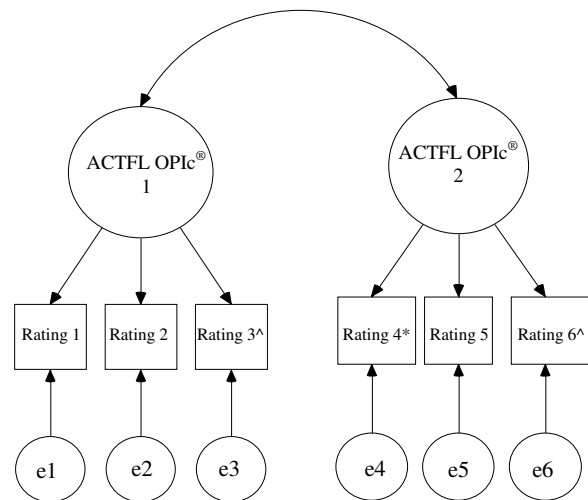 ACTFL OPIc®
1
ACTFL OPIc®
2
Rating 1
Rating 2
Rating 3^
Rating 4*
Rating 5
Rating 6^
e1
e2
e3
e4
e5
e6